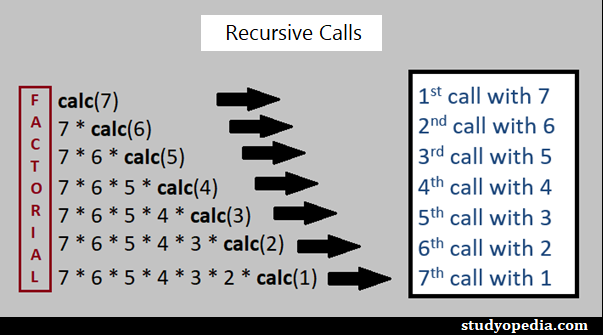 Recursive Calls
FACTORIAL
calc(7)
7 * calc(6)
7 * 6 * calc(5)
7 * 6 * 5 * calc(4)
7 * 6 * 5 * 4 * calc(3)
7 * 6 * 5 * 4 * 3 * calc(2)
7 * 6 * 5 * 4 * 3 * 2 * calc(1)
1st call with 7
2nd call with 6
3rd call with 5
4th call with 4
5th call with 3
6th call with 2
7th call with 1
studyopedia.com